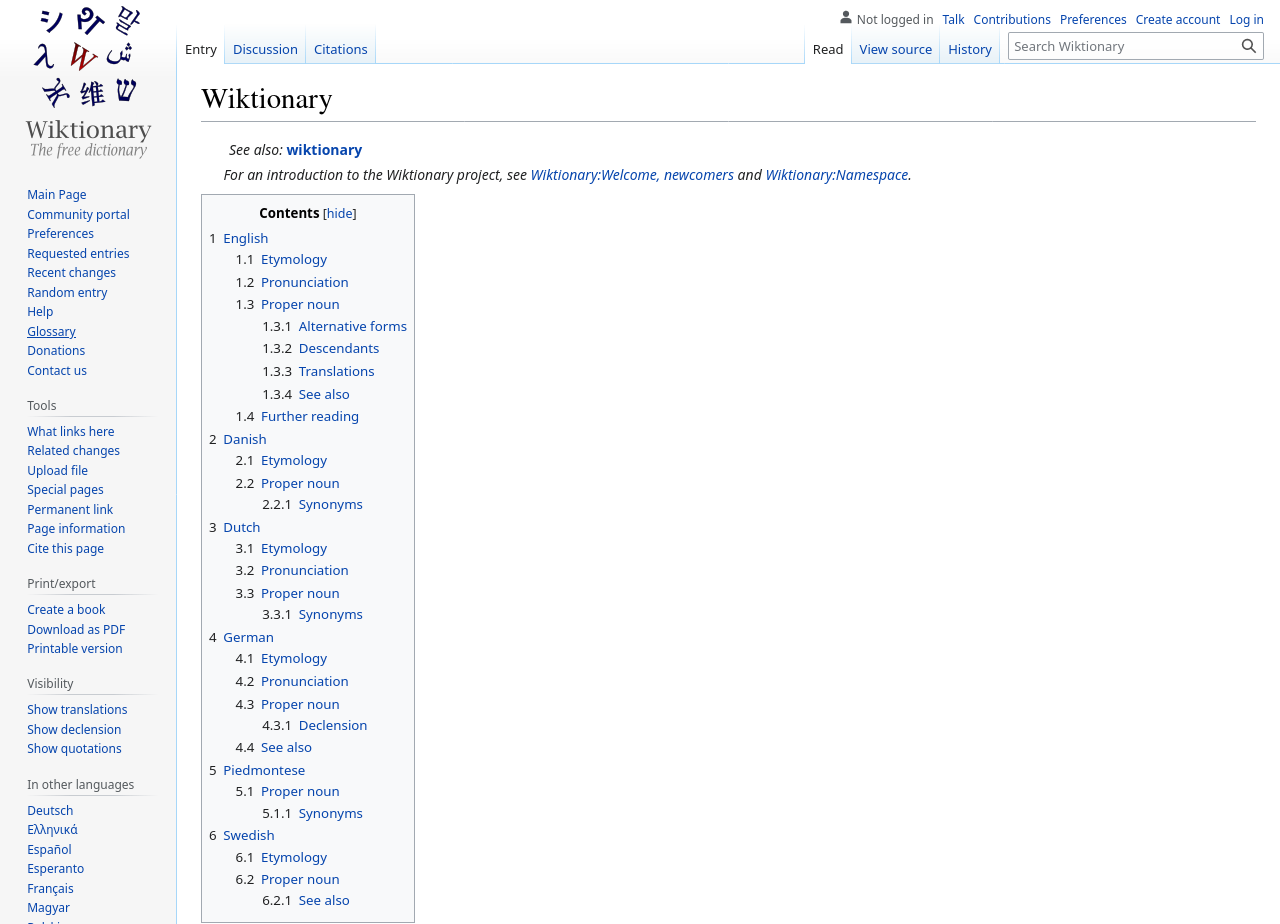 Wiktionary
The free dictionary
Not logged in Talk Contributions Preferences Create account Log in
Entry Discussion Citations Read View source History Search Wiktionary
Main Page
Community portal
Preferences
Requested entries
Recent changes
Random entry
Help
Glossary
Donations
Contact us
Tools
What links here
Related changes
Upload file
Special pages
Permanent link
Page information
Cite this page
Print/export
Create a book
Download as PDF
Printable version
Visibility
Show translations
Show declension
Show quotations
In other languages
Deutsch
Ελληνικά
Español
Esperanto
Français
Magyar
Wiktionary
See also: wiktionary
For an introduction to the Wiktionary project, see Wiktionary:Welcome, newcomers and Wiktionary:Namespace.
Contents [hide]
1 English
1.1 Etymology
1.2 Pronunciation
1.3 Proper noun
1.3.1 Alternative forms
1.3.2 Descendants
1.3.3 Translations
1.3.4 See also
1.4 Further reading
2 Danish
2.1 Etymology
2.2 Proper noun
2.2.1 Synonyms
3 Dutch
3.1 Etymology
3.2 Pronunciation
3.3 Proper noun
3.3.1 Synonyms
4 German
4.1 Etymology
4.2 Pronunciation
4.3 Proper noun
4.3.1 Declension
4.4 See also
5 Piedmontese
5.1 Proper noun
5.1.1 Synonyms
6 Swedish
6.1 Etymology
6.2 Proper noun
6.2.1 See also